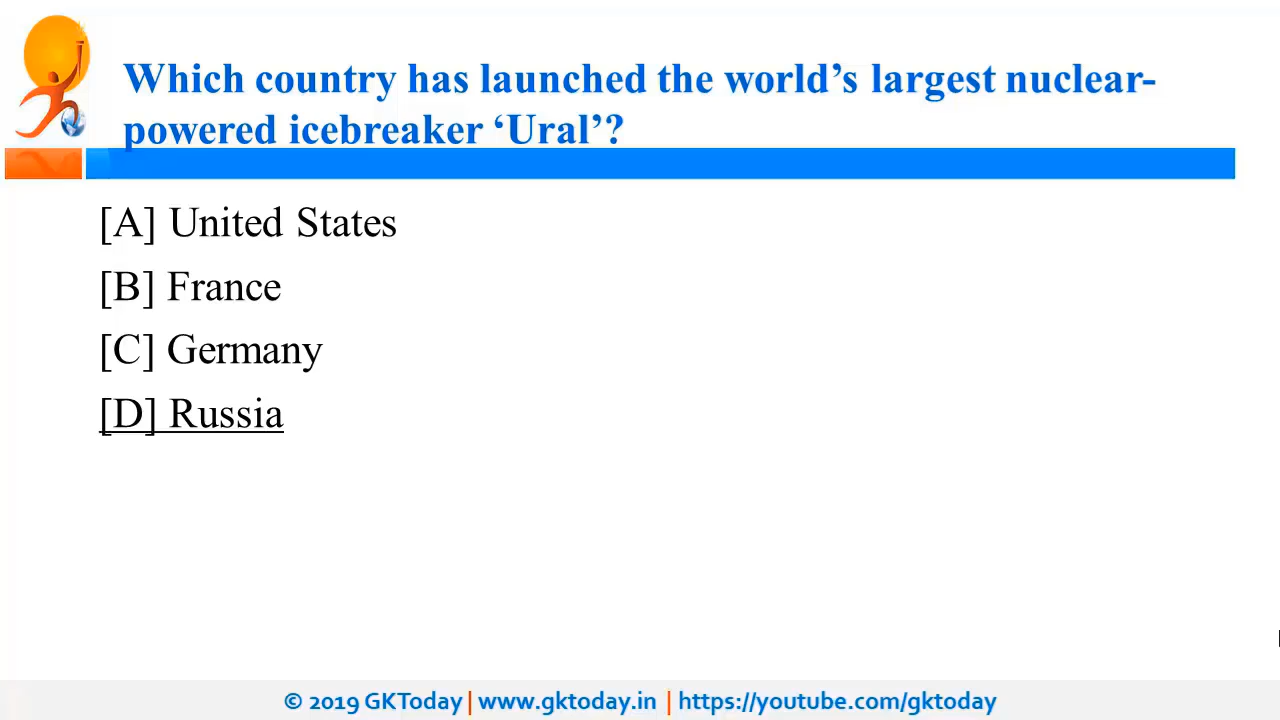 Which country has launched the world’s largest nuclear-
powered icebreaker ‘Ural’?
[A] United States
[B] France
[C] Germany
[D] Russia
© 2019 GKToday | www.gktoday.in | https://youtube.com/gktoday